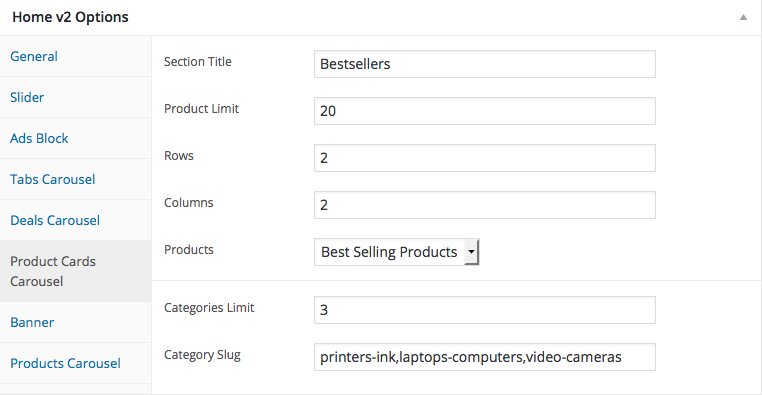 Home v2 Options
General
Slider
Ads Block
Tabs Carousel
Deals Carousel
Product Cards
Carousel
Banner
Products Carousel
Section Title
Bestsellers
Product Limit
20
Rows
2
Columns
2
Products
Best Selling Products
Categories Limit
3
Category Slug
printers-ink,laptops-computers,video-cameras